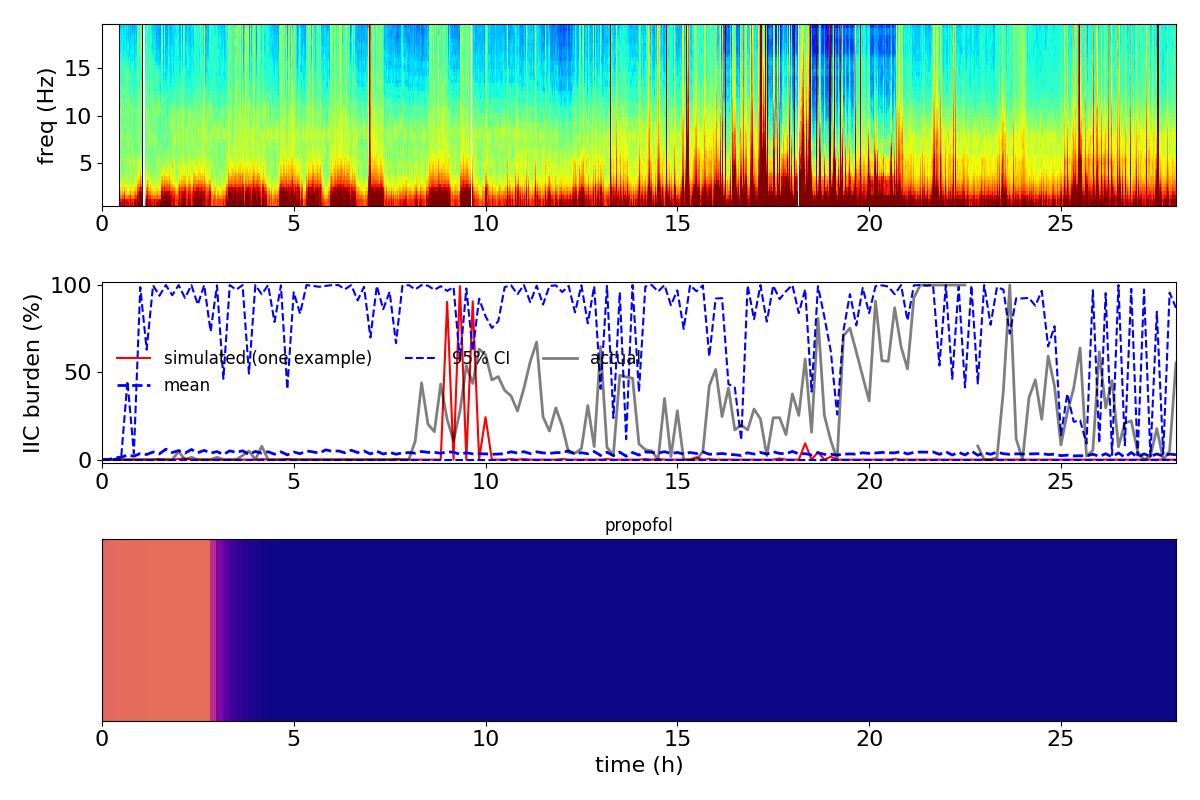 freq (Hz)
15
10
5
0 5 10 15 20 25
IIC burden (%)
100
50
0
simulated (one example) 95% CI actual
mean
0 5 10 15 20 25
propofol
0 5 10 15 20 25
time (h)